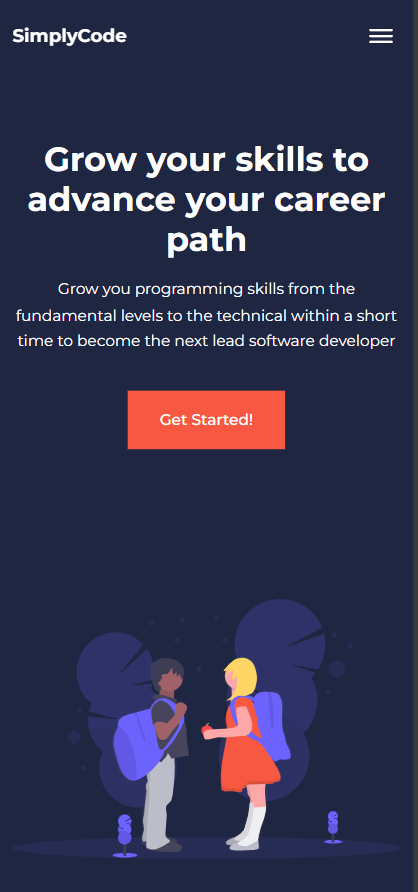 SimplyCode
Grow your skills to
advance your career
path
Grow you programming skills from the
fundamental levels to the technical within a short
time to become the next lead software developer
Get Started!